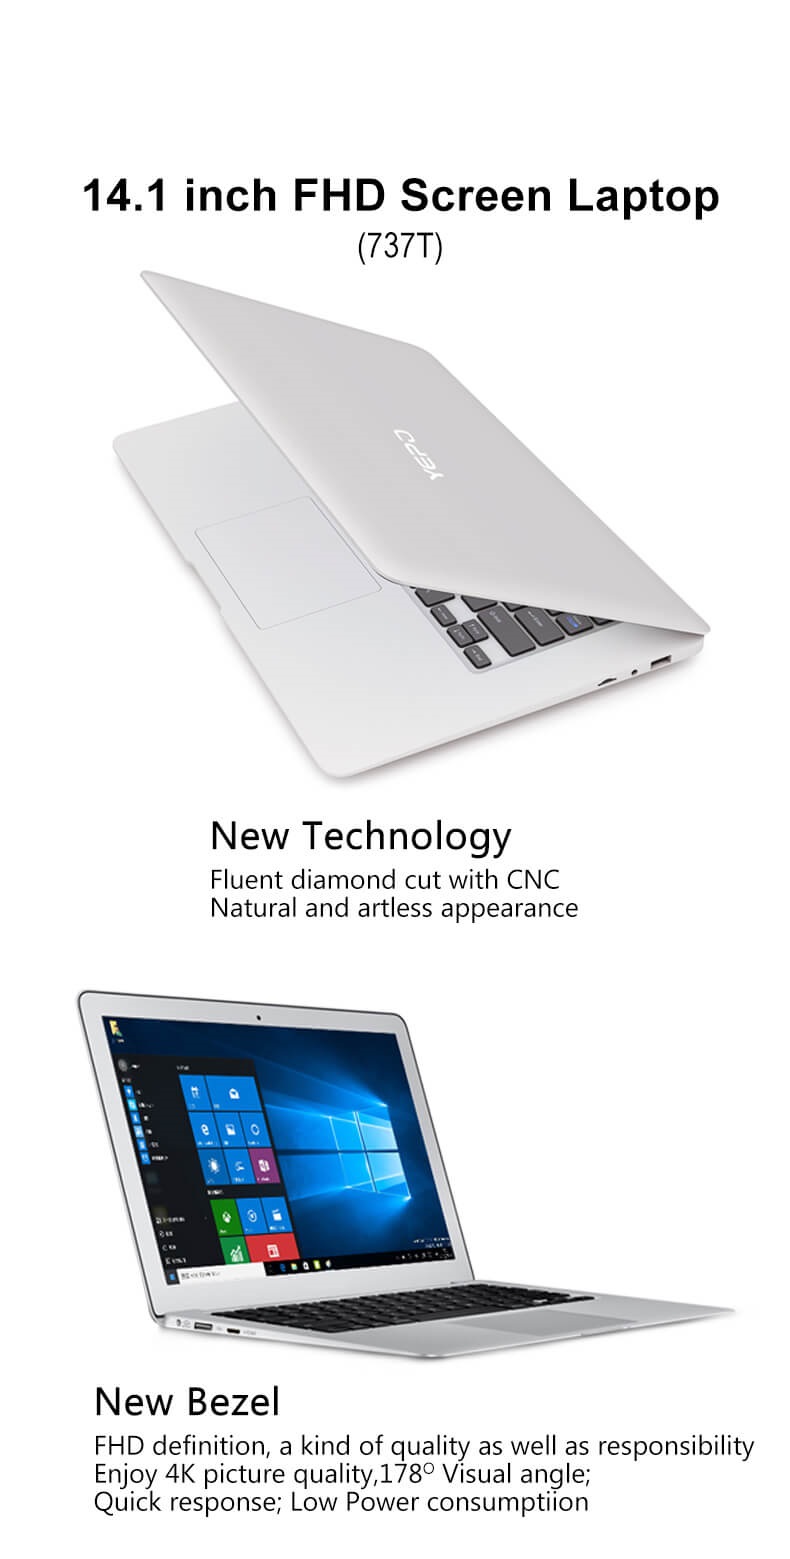 14.1 inch FHD Screen Laptop
(737T)
YEPO
New Technology
Fluent diamond cut with CNC
Natural and artless appearance
New Bezel
FHD definition, a kind of quality as well as responsibility
Enjoy 4K picture quality,178° Visual angle;
Quick response; Low Power consumptiion